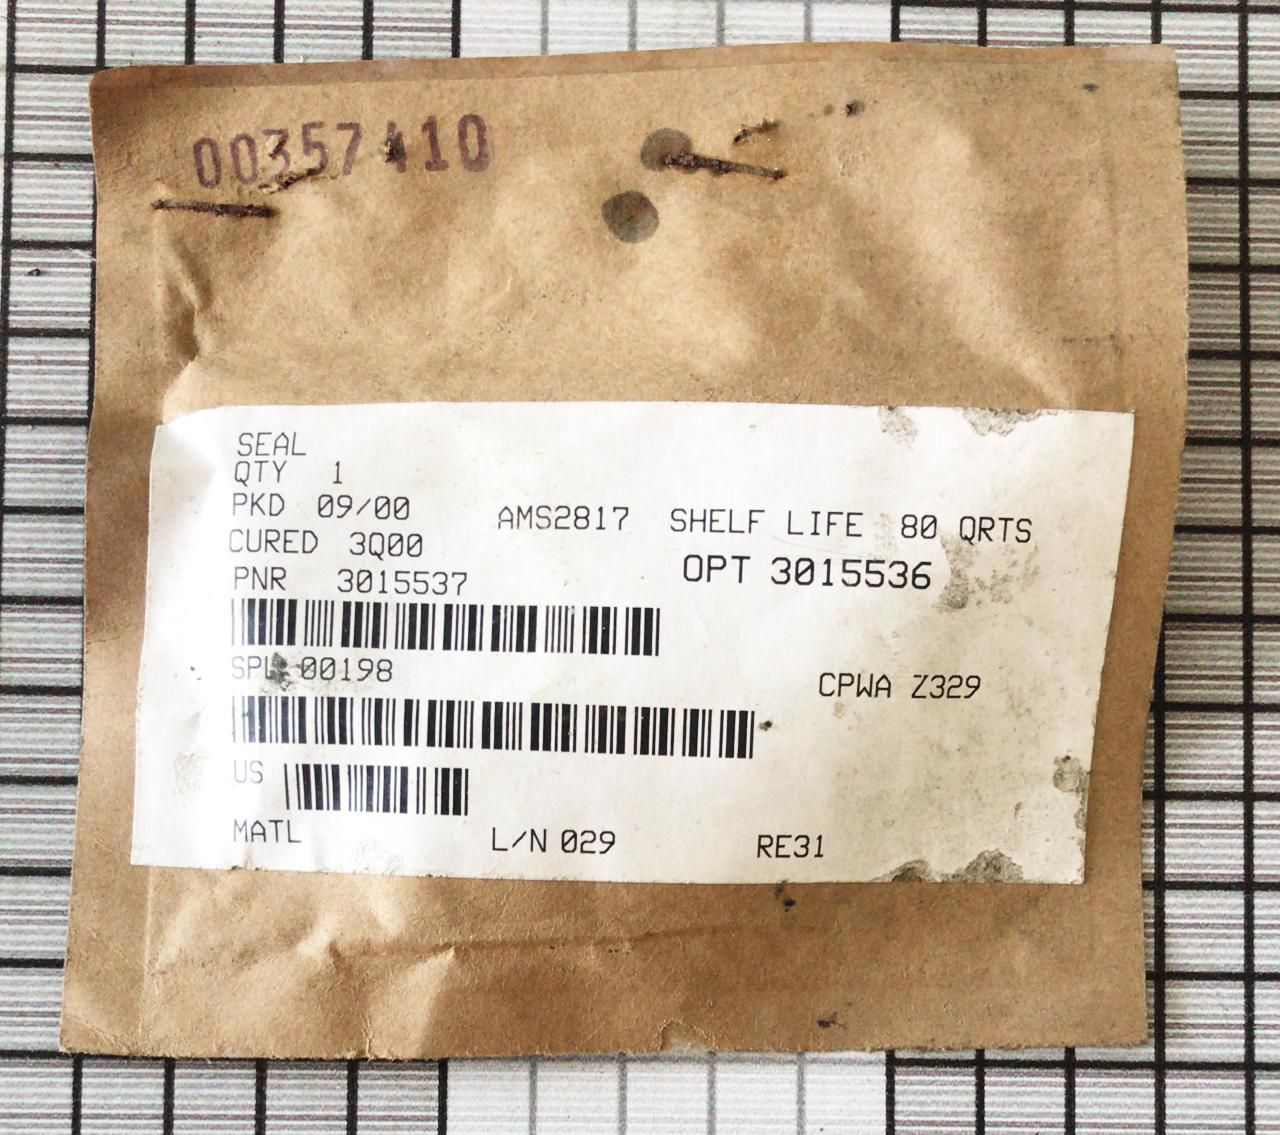 00357410
SEAL
QTY 1
PKD 09/00
AMS2817 SHELF LIFE 80 QRTS
CURED 3Q00
OPT 3015536
PNR 3015537
SPL 00198
CPWA Z329
US
MATL L/N 029 RE31